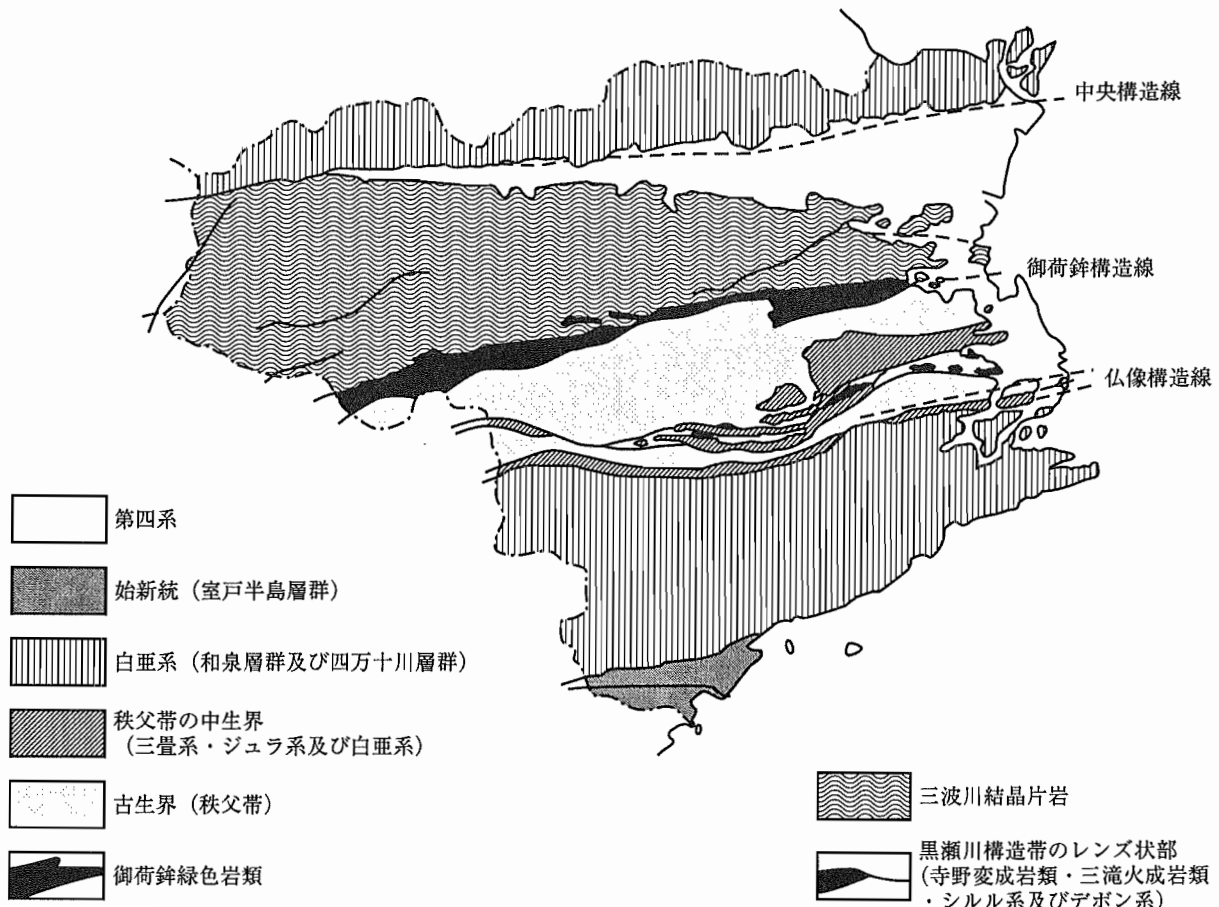 中央構造線
御荷鉾構造線
仏像構造線
第四系
始新統（室戸半島層群）
白亜系（和泉層群及び四万十川層群）
秩父帯の中生界
（三畳系・ジュラ系及び白亜系）
古生界（秩父帯）
御荷鉾緑色岩類
三波川結晶片岩
黒瀬川構造帯のレンズ状部
（寺野変成岩類・三滝火成岩類
・シルル系及びデボン系）